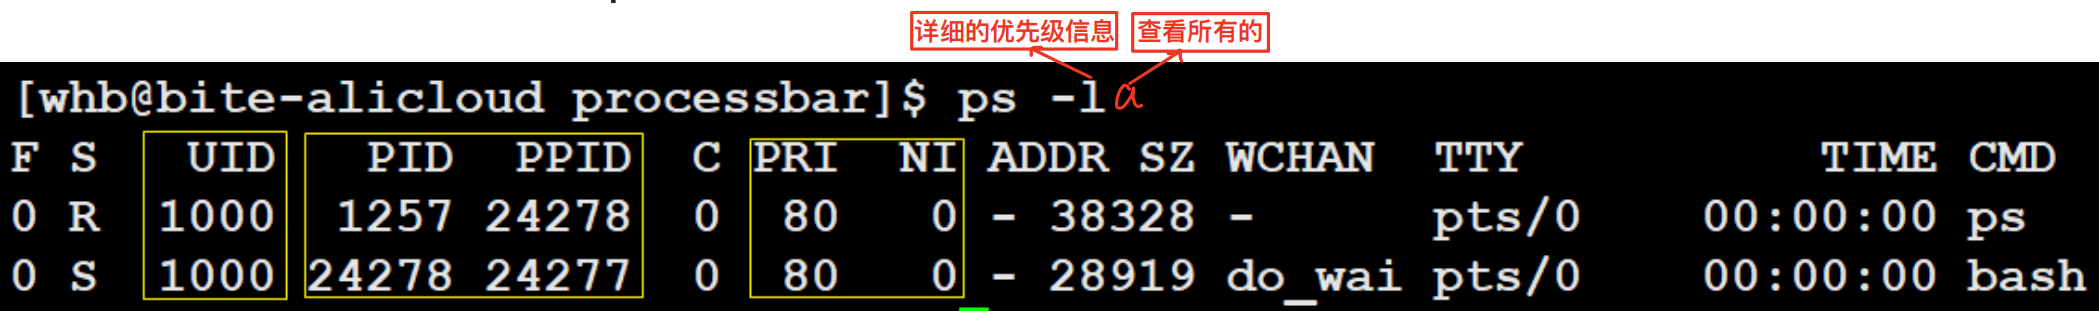 详细的优先级信息 查看所有的
[whb@bite-alicloud processbar]$ ps -la
F S UID PID PPID C PRI NI ADDR SZ WCHAN TTY TIME CMD
0 R 1000 1257 24278 0 80 0 - 38328 - pts/0 00:00:00 ps
0 S 1000 24278 24277 0 80 0 - 28919 do_wai pts/0 00:00:00 bash